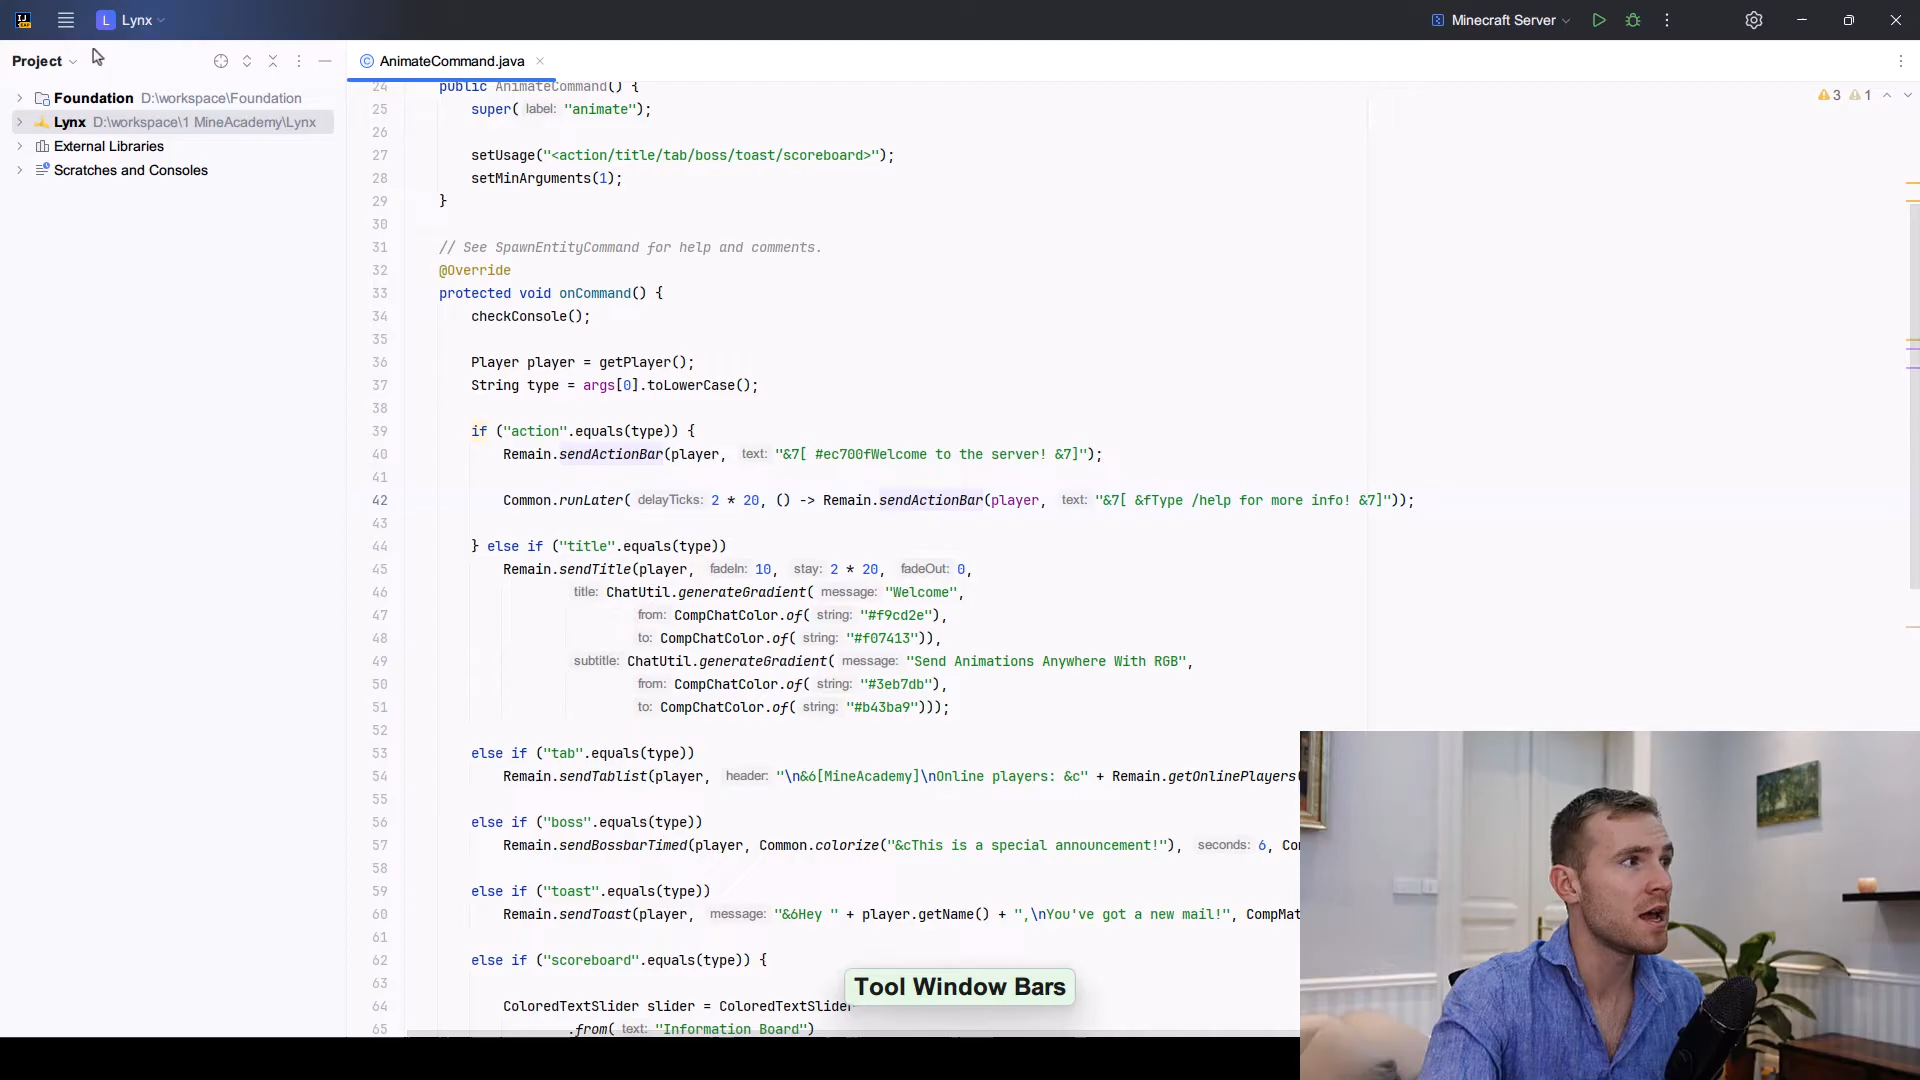 IJ
L Lynx
Minecraft Server
Project
AnimateCommand.java
3 1
Foundation D:\workspace\Foundation
Lynx D:\workspace\1 MineAcademy\Lynx
External Libraries
Scratches and Consoles
24 public AnimateCommand() {
25 super( label: "animate");
26
27 setUsage("<action/title/tab/boss/toast/scoreboard>");
28 setMinArguments(1);
29 }
30
31 // See SpawnEntityCommand for help and comments.
32 @Override
33 protected void onCommand() {
34 checkConsole();
35
36 Player player = getPlayer();
37 String type = args[0].toLowerCase();
38
39 if ("action".equals(type)) {
40 Remain.sendActionBar(player, text: "&7[ #ec700fWelcome to the server! &7]");
41
42 Common.runLater( delayTicks: 2 * 20, () -> Remain.sendActionBar(player, text: "&7[ &fType /help for more info! &7]"));
43
44 } else if ("title".equals(type))
45 Remain.sendTitle(player, fadeIn: 10, stay: 2 * 20, fadeOut: 0,
46 title: ChatUtil.generateGradient( message: "Welcome",
47 from: CompChatColor.of( string: "#f9cd2e"),
48 to: CompChatColor.of( string: "#f07413")),
49 subtitle: ChatUtil.generateGradient( message: "Send Animations Anywhere With RGB",
50 from: CompChatColor.of( string: "#3eb7db"),
51 to: CompChatColor.of( string: "#b43ba9")));
52
53 else if ("tab".equals(type))
54 Remain.sendTablist(player, header: "\n&6[MineAcademy]\nOnline players: &c" + Remain.getOnlinePlayers(
55
56 else if ("boss".equals(type))
57 Remain.sendBossbarTimed(player, Common.colorize("&cThis is a special announcement!"), seconds: 6, Co
58
59 else if ("toast".equals(type))
60 Remain.sendToast(player, message: "&6Hey " + player.getName() + ",\nYou've got a new mail!", CompMat
61
62 else if ("scoreboard".equals(type)) {
63
64 ColoredTextSlider slider = ColoredTextSlider
65 .from( text: "Information Board")
Tool Window Bars